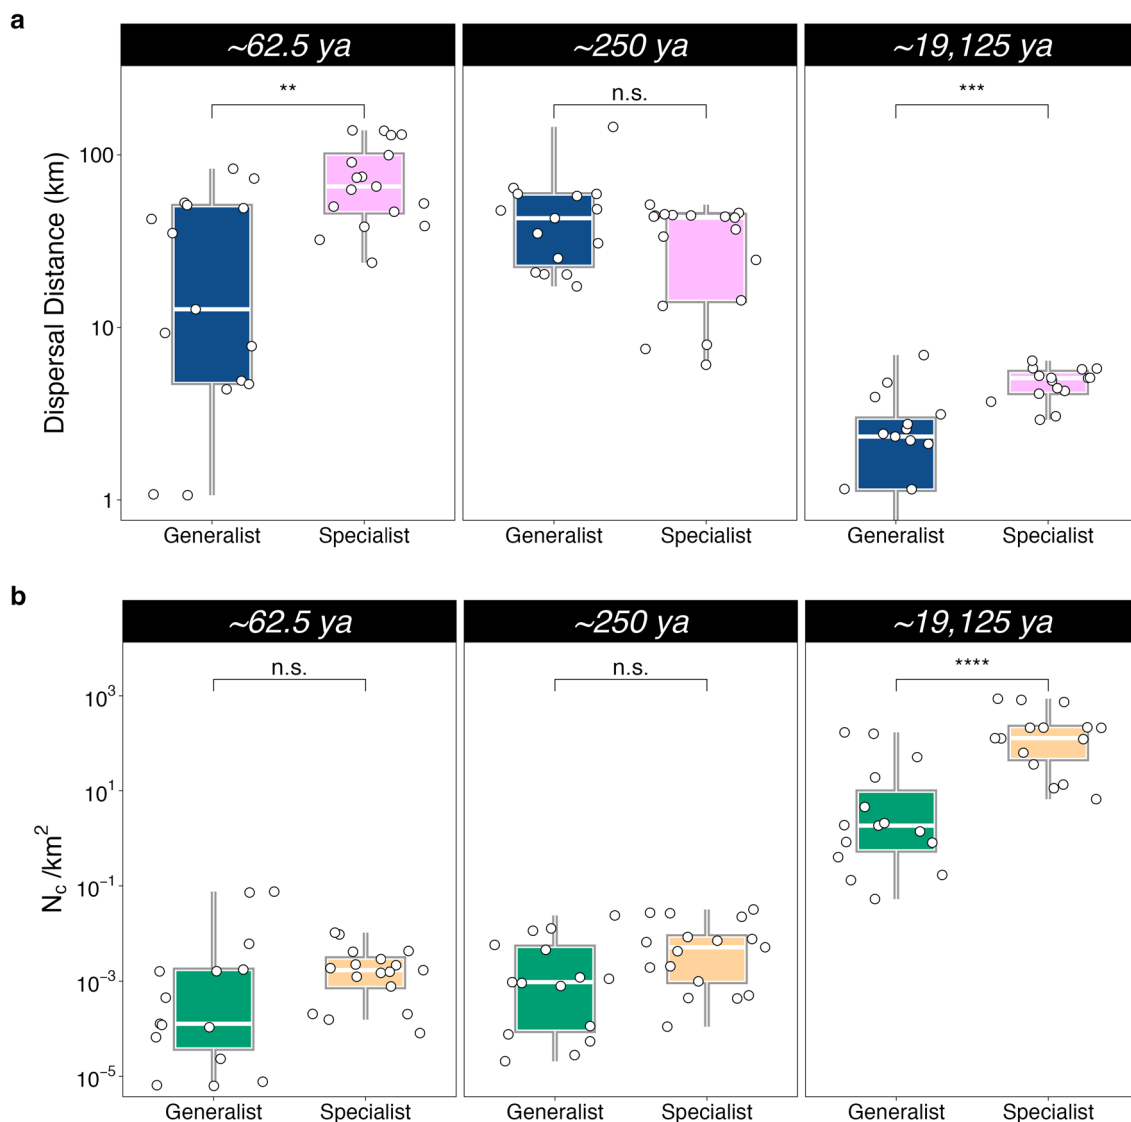 a
~62.5 ya
~250 ya
~19,125 ya
**
n.s.
***
Dispersal Distance (km)
100
10
1
Generalist
Specialist
Generalist
Specialist
Generalist
Specialist
b
~62.5 ya
~250 ya
~19,125 ya
n.s.
n.s.
****
N꜀ /km²
10³
10¹
10⁻¹
10⁻³
10⁻⁵
Generalist
Specialist
Generalist
Specialist
Generalist
Specialist